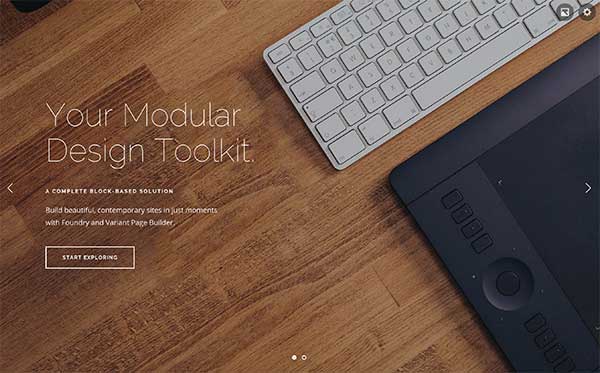 Your Modular
Design Toolkit.
A COMPLETE BLOCK-BASED SOLUTION
Build beautiful, contemporary sites in just moments
with Foundry and Variant Page Builder.
START EXPLORING